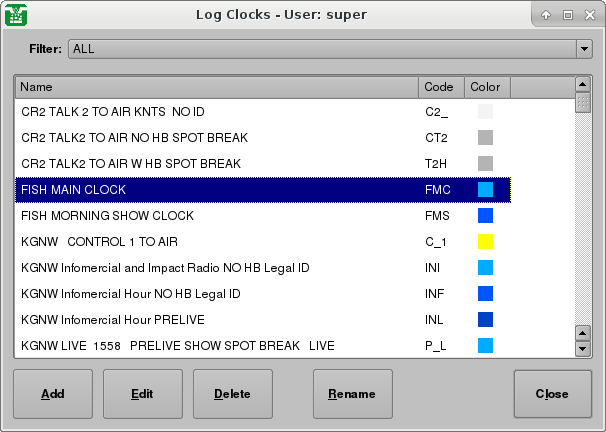 Log Clocks - User: super
Filter: ALL
Name Code Color
CR2 TALK 2 TO AIR KNTS  NO ID C2_
CR2 TALK2 TO AIR NO HB SPOT BREAK CT2
CR2 TALK2 TO AIR W HB SPOT BREAK T2H
FISH MAIN CLOCK FMC
FISH MORNING SHOW CLOCK FMS
KGNW   CONTROL 1 TO AIR C_1
KGNW Infomercial and Impact Radio NO HB Legal ID INI
KGNW Infomercial Hour NO HB Legal ID INF
KGNW Infomercial Hour PRELIVE INL
KGNW LIVE  1558   PRELIVE SHOW SPOT BREAK   LIVE P_L
Add Edit Delete Rename Close